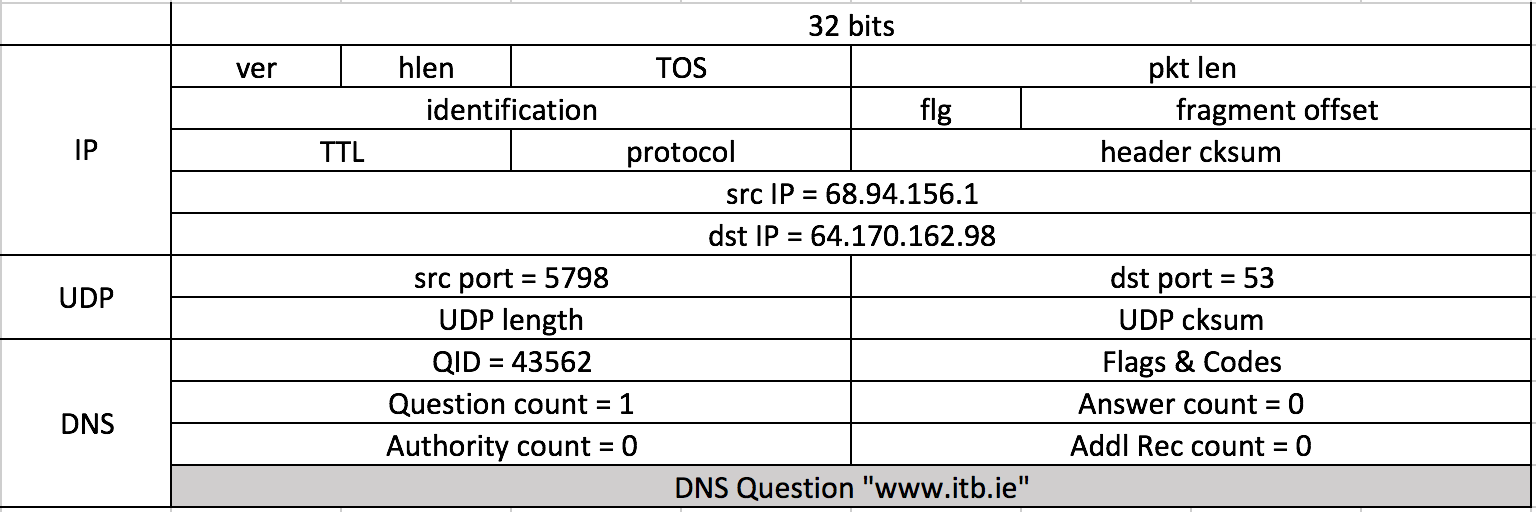 32 bits
IP
ver hlen TOS pkt len
identification flg fragment offset
TTL protocol header cksum
src IP = 68.94.156.1
dst IP = 64.170.162.98
UDP
src port = 5798 dst port = 53
UDP length UDP cksum
DNS
QID = 43562 Flags & Codes
Question count = 1 Answer count = 0
Authority count = 0 Addl Rec count = 0
DNS Question "www.itb.ie"